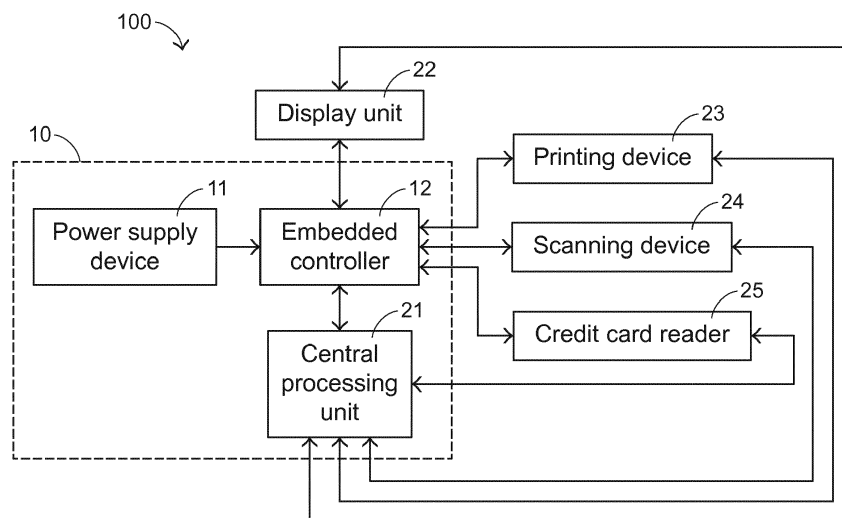 100
22
Display unit
23
Printing device
10
11
Power supply
device
12
Embedded
controller
24
Scanning device
25
Credit card reader
21
Central
processing
unit